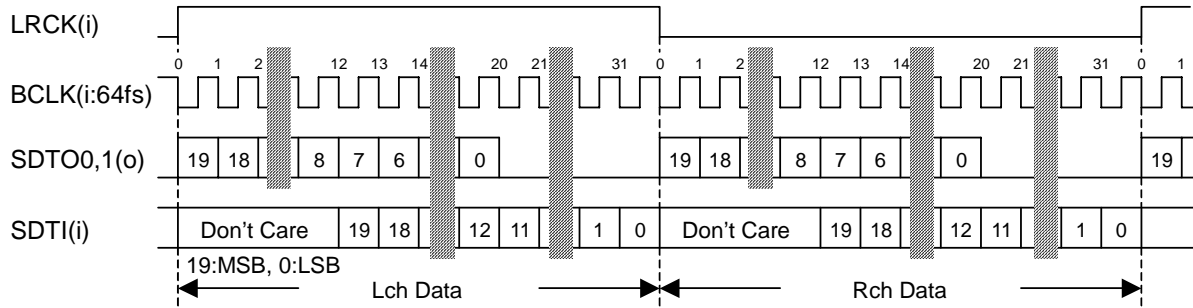 LRCK(i)
0 1 2 12 13 14 20 21 31 0 1 2 12 13 14 20 21 31 0 1
BCLK(i:64fs)
SDTO0,1(o) 19 18 8 7 6 0 19 18 8 7 6 0 19
SDTI(i) Don't Care 19 18 12 11 1 0 Don't Care 19 18 12 11 1 0
19:MSB, 0:LSB
Lch Data Rch Data